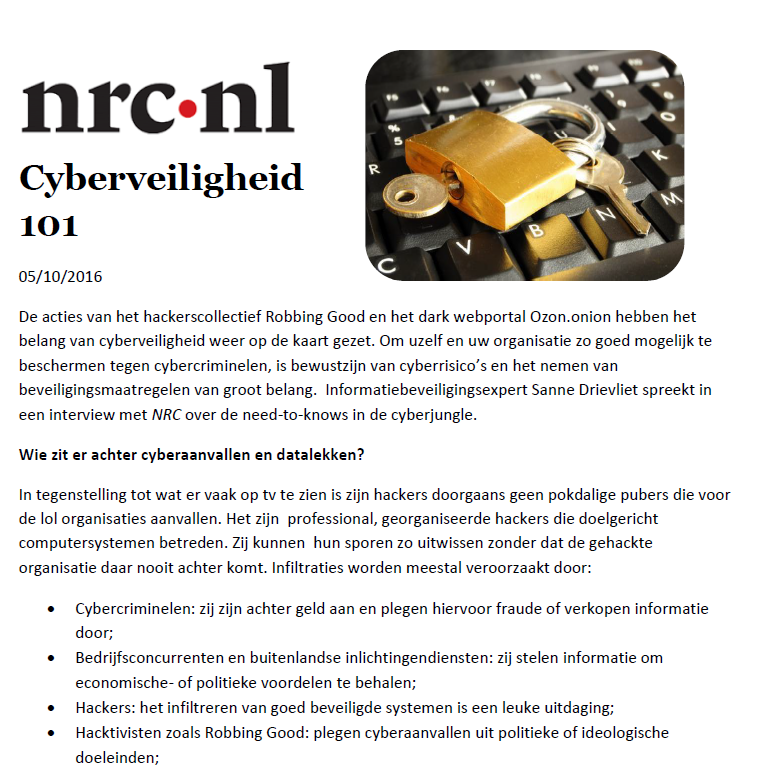 nrc•nl
Cyberveiligheid
101
05/10/2016
De acties van het hackerscollectief Robbing Good en het dark webportal Ozon.onion hebben het
belang van cyberveiligheid weer op de kaart gezet. Om uzelf en uw organisatie zo goed mogelijk te
beschermen tegen cybercriminelen, is bewustzijn van cyberrisico’s en het nemen van
beveiligingsmaatregelen van groot belang.  Informatiebeveiligingsexpert Sanne Drievliet spreekt in
een interview met NRC over de need-to-knows in de cyberjungle.
Wie zit er achter cyberaanvallen en datalekken?
In tegenstelling tot wat er vaak op tv te zien is zijn hackers doorgaans geen pokdalige pubers die voor
de lol organisaties aanvallen. Het zijn  professional, georganiseerde hackers die doelgericht
computersystemen betreden. Zij kunnen  hun sporen zo uitwissen zonder dat de gehackte
organisatie daar nooit achter komt. Infiltraties worden meestal veroorzaakt door:
• Cybercriminelen: zij zijn achter geld aan en plegen hiervoor fraude of verkopen informatie
door;
• Bedrijfsconcurrenten en buitenlandse inlichtingendiensten: zij stelen informatie om
economische- of politieke voordelen te behalen;
• Hackers: het infiltreren van goed beveiligde systemen is een leuke uitdaging;
• Hacktivisten zoals Robbing Good: plegen cyberaanvallen uit politieke of ideologische
doeleinden;
%
5
U
R
K
C
V
B
N
M